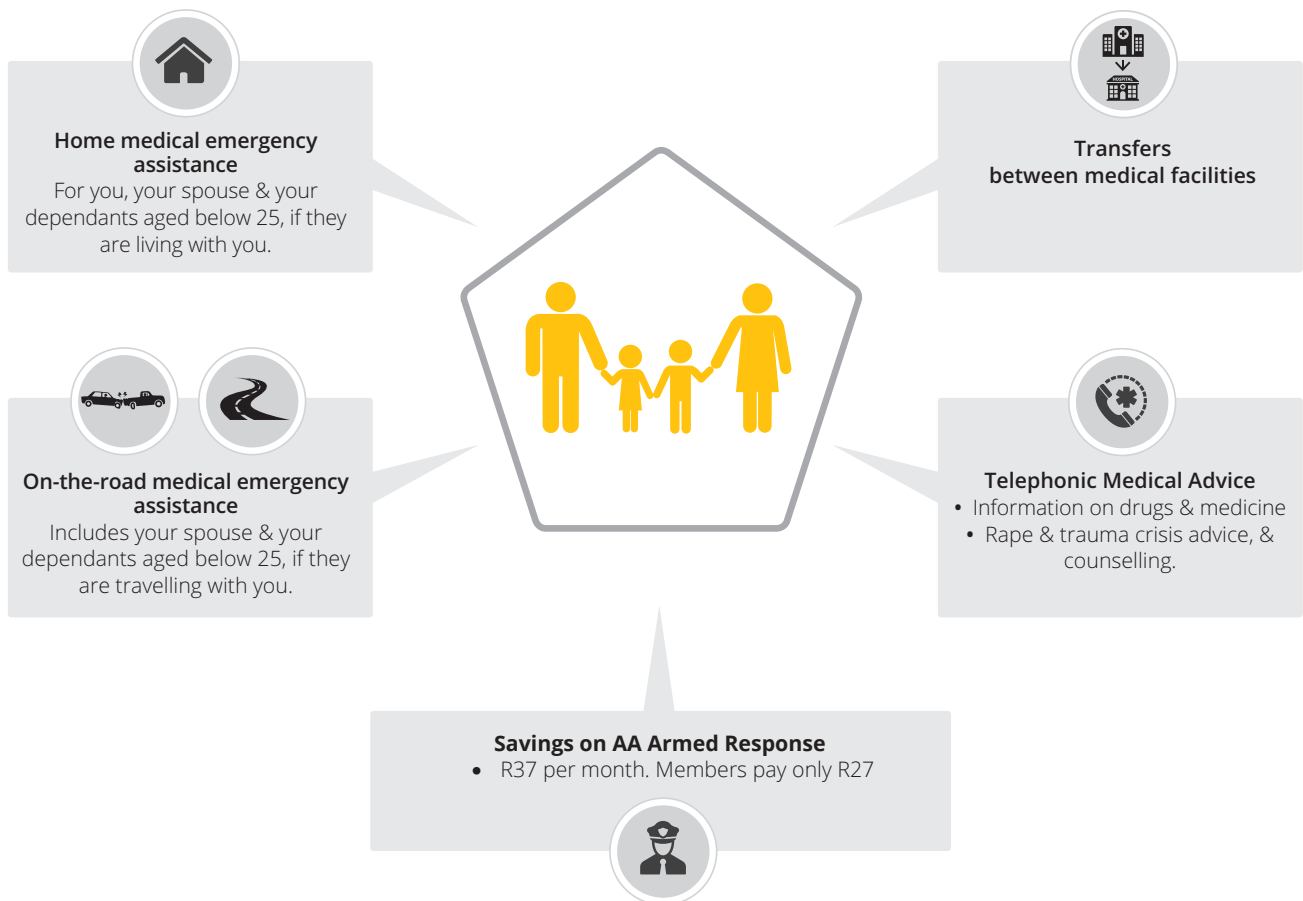 Home medical emergency
assistance
For you, your spouse & your
dependants aged below 25, if they
are living with you.
HOSPITAL
Transfers
between medical facilities
On-the-road medical emergency
assistance
Includes your spouse & your
dependants aged below 25, if they
are travelling with you.
Telephonic Medical Advice
• Information on drugs & medicine
• Rape & trauma crisis advice, &
counselling.
Savings on AA Armed Response
• R37 per month. Members pay only R27